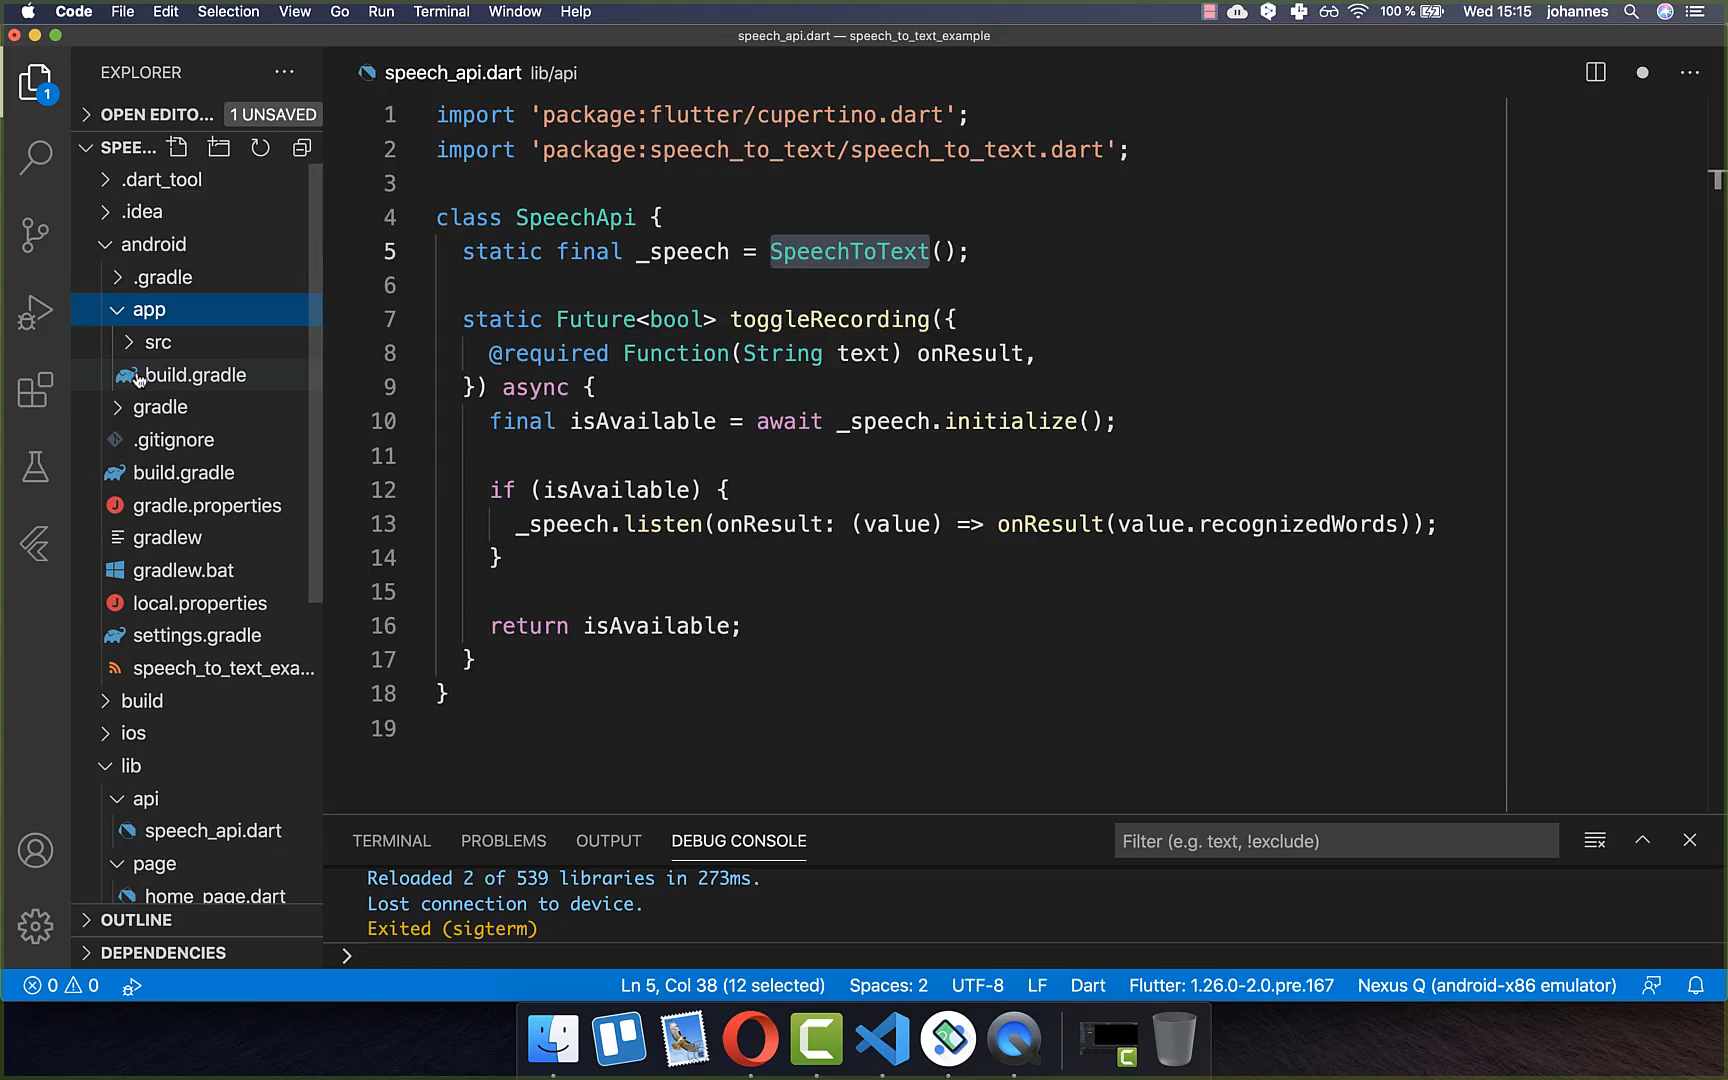 Code File Edit Selection View Go Run Terminal Window Help 100 % Wed 15:15 johannes
speech_api.dart — speech_to_text_example
EXPLORER
1
OPEN EDITO... 1 UNSAVED
SPEE...
.dart_tool
.idea
android
.gradle
app
src
build.gradle
gradle
.gitignore
build.gradle
gradle.properties
gradlew
gradlew.bat
local.properties
settings.gradle
speech_to_text_exa...
build
ios
lib
api
speech_api.dart
page
home_page.dart
OUTLINE
DEPENDENCIES
speech_api.dart lib/api
1 import 'package:flutter/cupertino.dart';
2 import 'package:speech_to_text/speech_to_text.dart';
3
4 class SpeechApi {
5 static final _speech = SpeechToText();
6
7 static Future<bool> toggleRecording({
8 @required Function(String text) onResult,
9 }) async {
10 final isAvailable = await _speech.initialize();
11
12 if (isAvailable) {
13 _speech.listen(onResult: (value) => onResult(value.recognizedWords));
14 }
15
16 return isAvailable;
17 }
18 }
19
TERMINAL PROBLEMS OUTPUT DEBUG CONSOLE Filter (e.g. text, !exclude)
Reloaded 2 of 539 libraries in 273ms.
Lost connection to device.
Exited (sigterm)
0 0 Ln 5, Col 38 (12 selected) Spaces: 2 UTF-8 LF Dart Flutter: 1.26.0-2.0.pre.167 Nexus Q (android-x86 emulator)